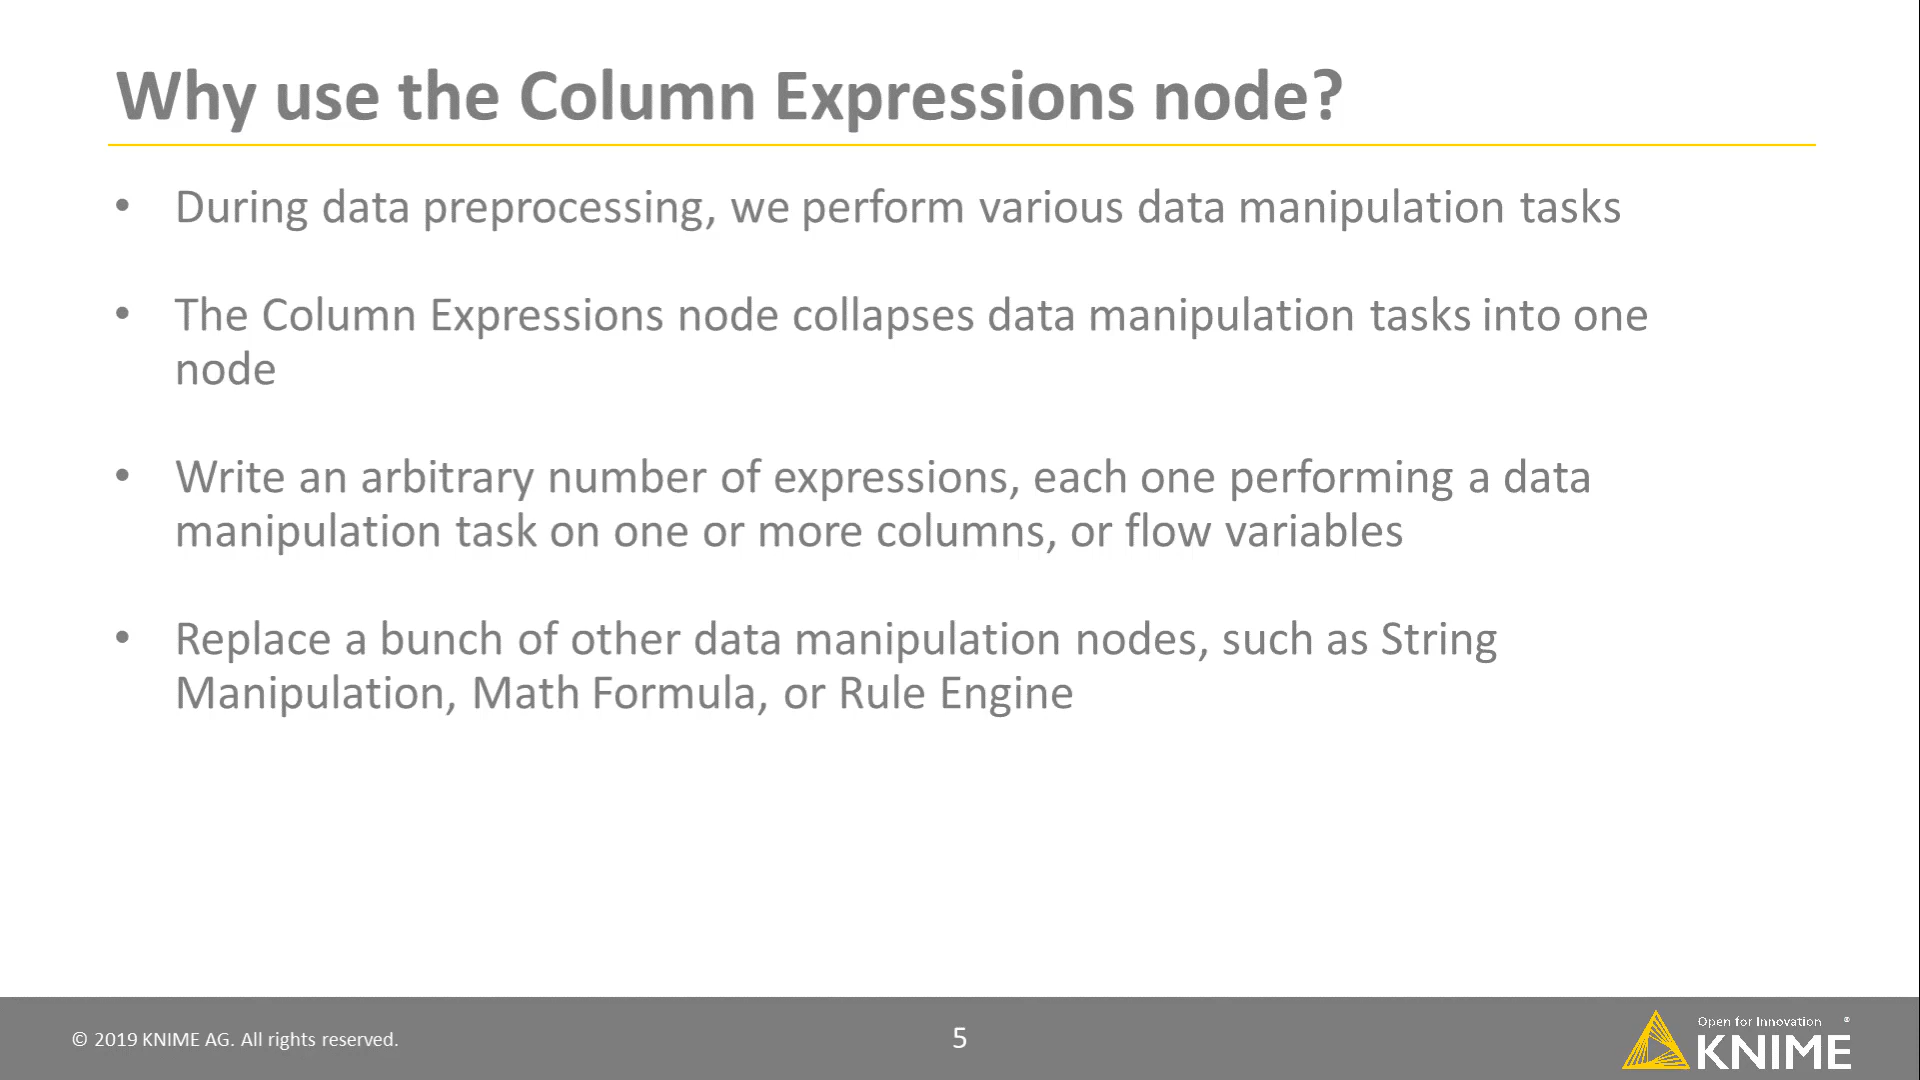 Why use the Column Expressions node?
• During data preprocessing, we perform various data manipulation tasks
• The Column Expressions node collapses data manipulation tasks into one
node
• Write an arbitrary number of expressions, each one performing a data
manipulation task on one or more columns, or flow variables
• Replace a bunch of other data manipulation nodes, such as String
Manipulation, Math Formula, or Rule Engine
© 2019 KNIME AG. All rights reserved.
5
Open for Innovation ®
KNIME